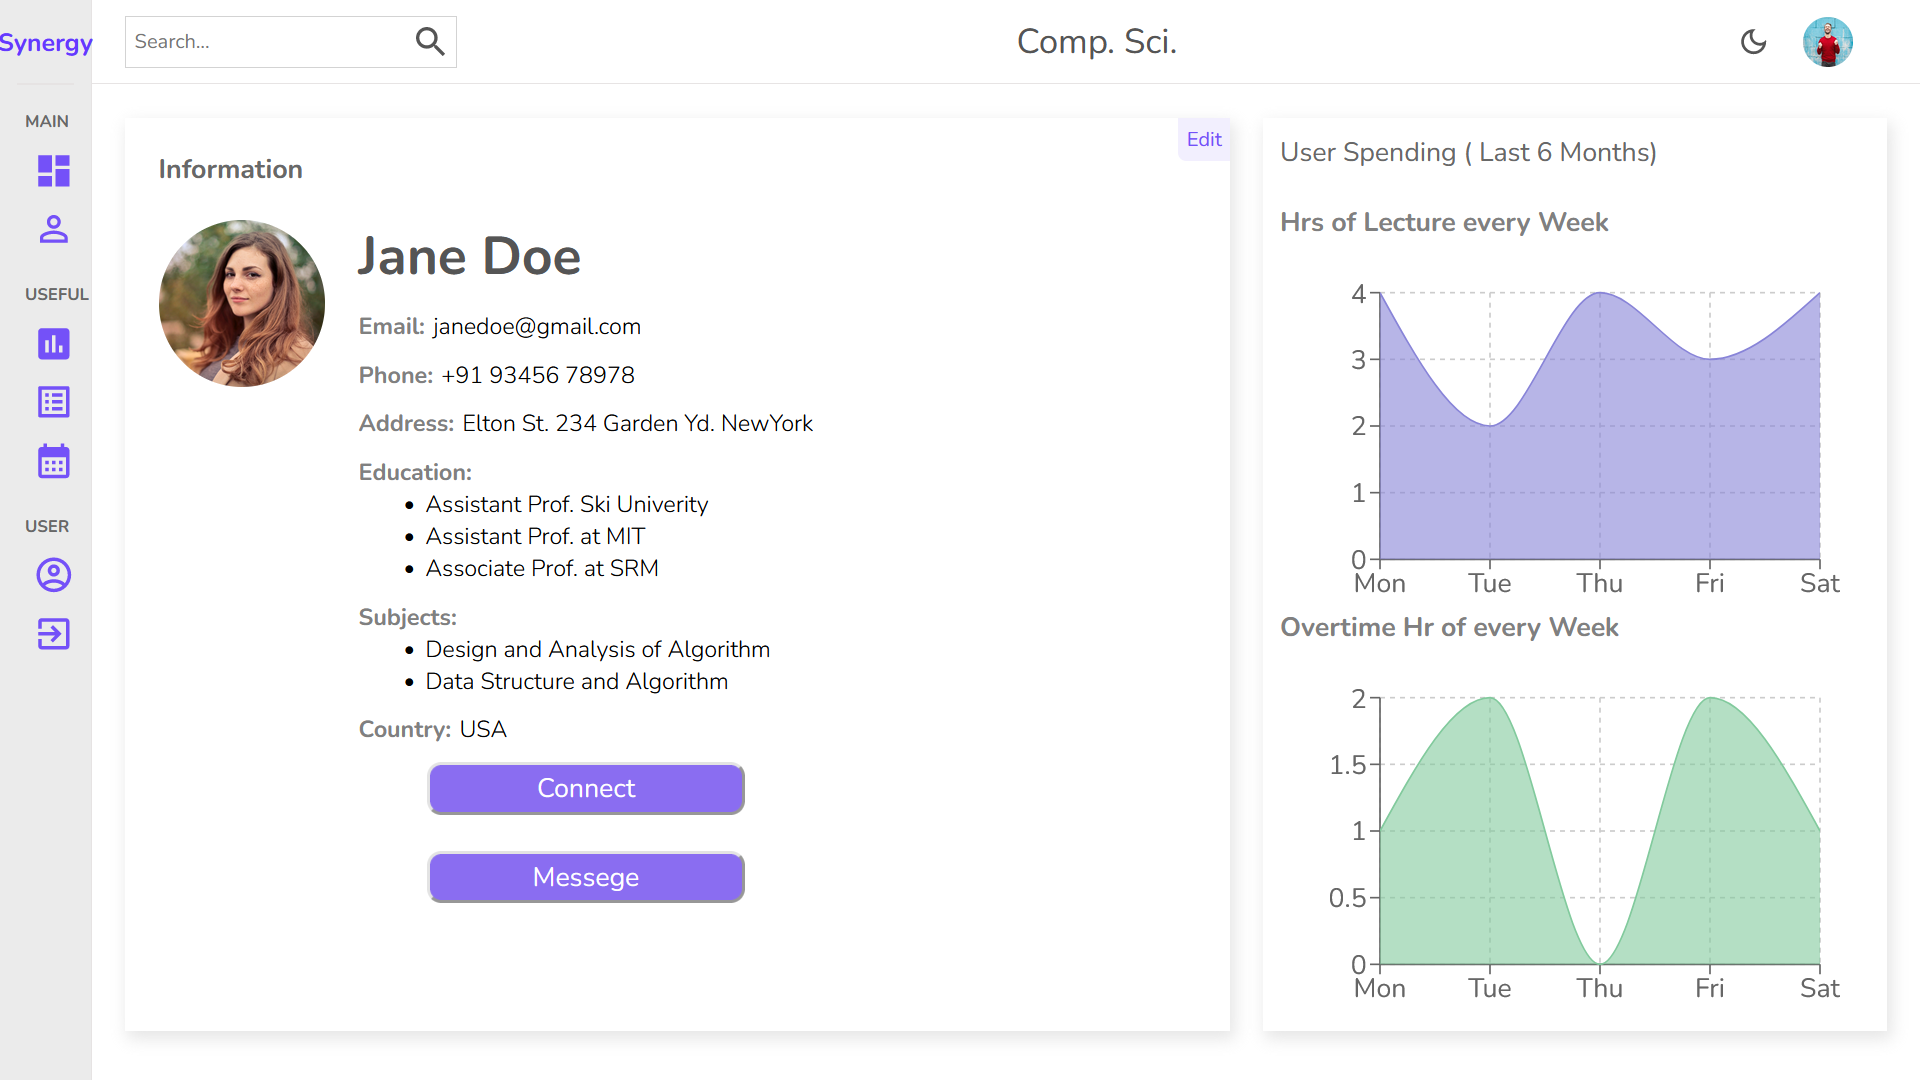 Synergy
Search...
Comp. Sci.
MAIN
USEFUL
USER
Edit
Information
Jane Doe
Email: janedoe@gmail.com
Phone: +91 93456 78978
Address: Elton St. 234 Garden Yd. NewYork
Education:
• Assistant Prof. Ski Univerity
• Assistant Prof. at MIT
• Associate Prof. at SRM
Subjects:
• Design and Analysis of Algorithm
• Data Structure and Algorithm
Country: USA
Connect
Messege
User Spending ( Last 6 Months)
Hrs of Lecture every Week
4
3
2
1
0
Mon Tue Thu Fri Sat
Overtime Hr of every Week
2
1.5
1
0.5
0
Mon Tue Thu Fri Sat